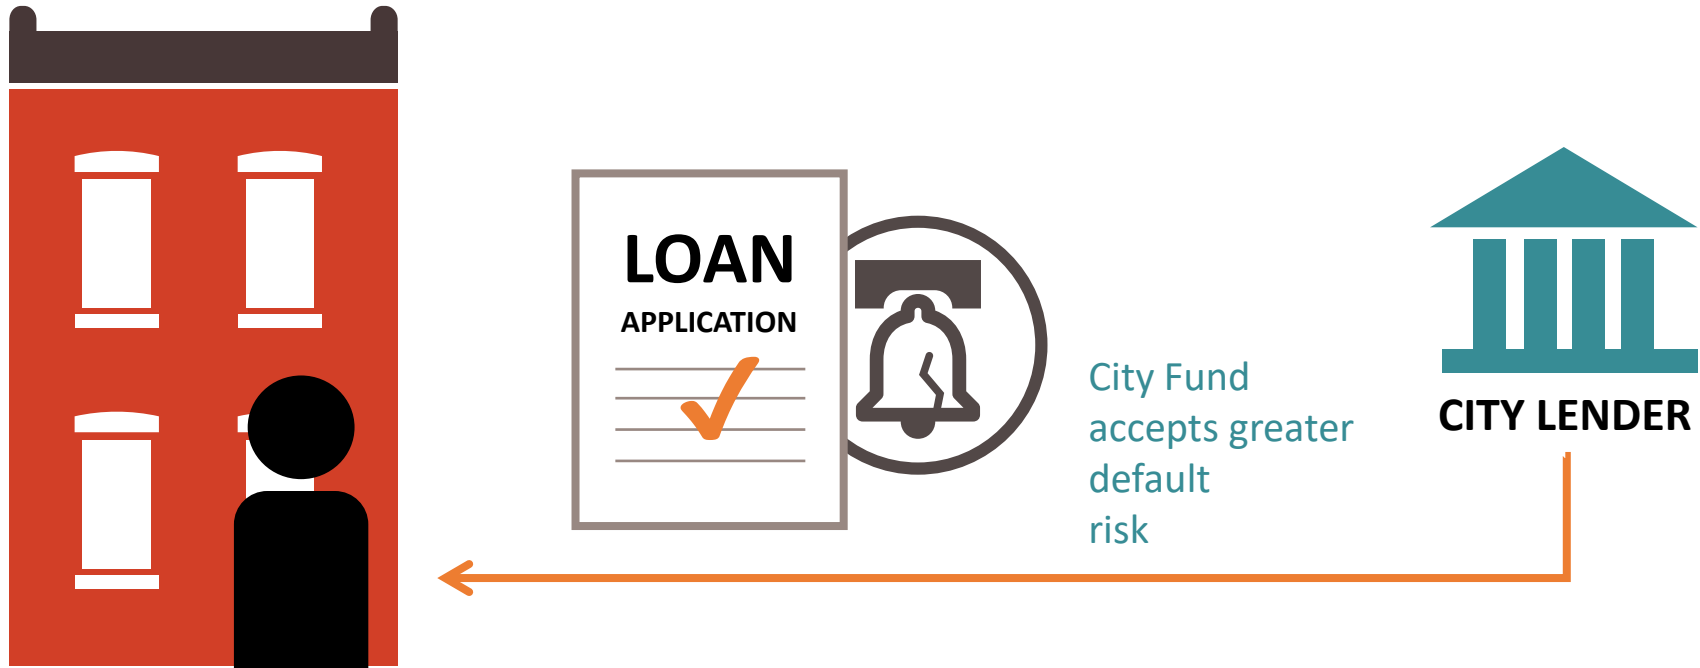 LOAN
APPLICATION
City Fund
accepts greater
default
risk
CITY LENDER